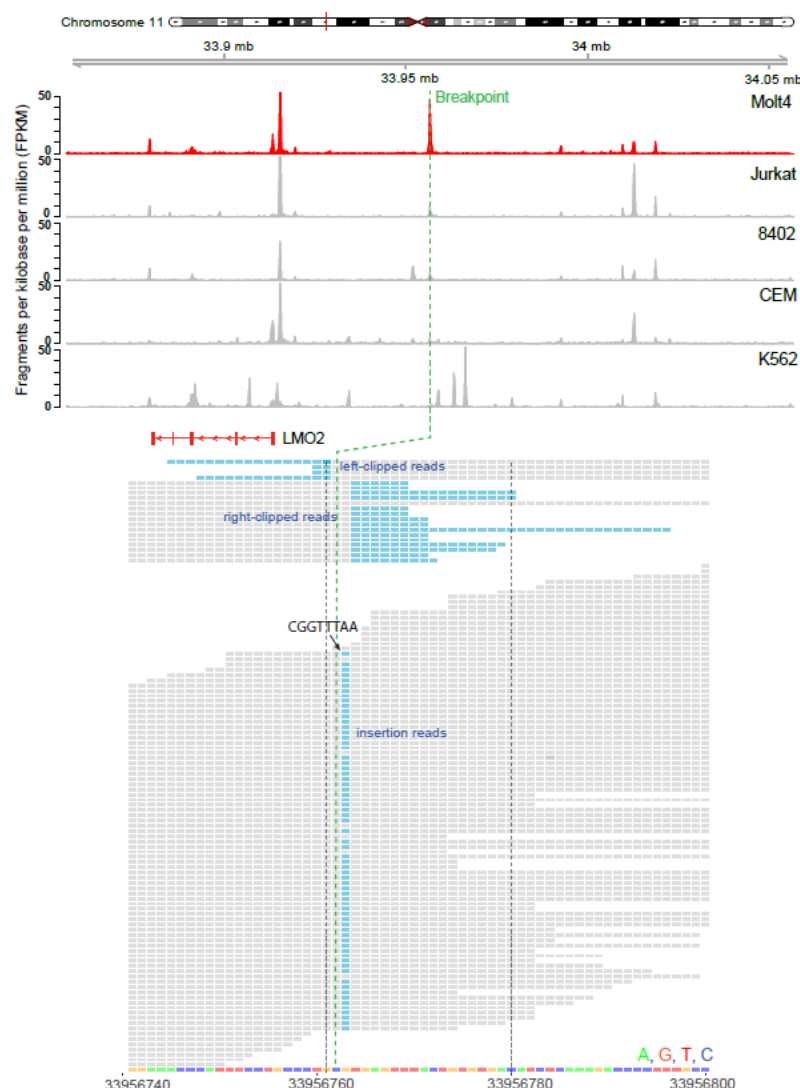 Chromosome 11
33.9 mb
34 mb
33.95 mb
34.05 mb
Fragments per kilobase per million (FPKM)
50
0
Breakpoint
Molt4
50
0
Jurkat
50
0
8402
50
0
CEM
50
0
K562
LMO2
left-clipped reads
right-clipped reads
CGGTTTAA
insertion reads
A, G, T, C
33956740
33956760
33956780
33956800